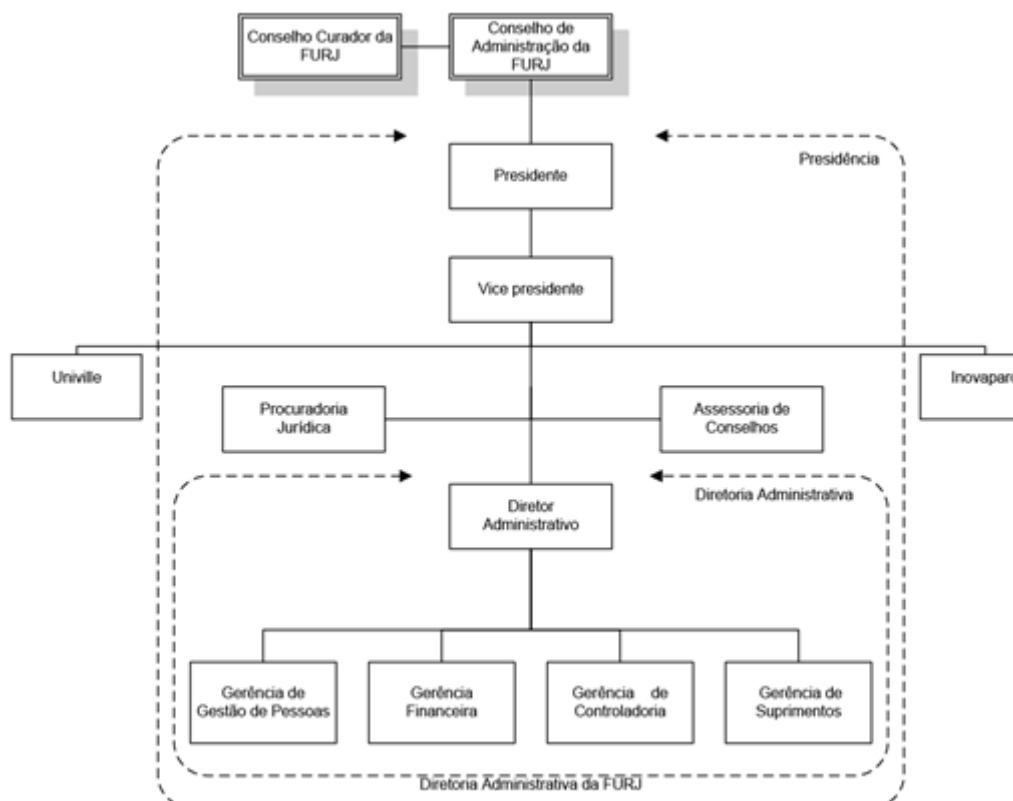 Conselho Curador da
FURJ
Conselho de
Administração da
FURJ
Presidência
Presidente
Vice presidente
Univille
Inovaparq
Procuradoria
Jurídica
Assessoria de
Conselhos
Diretoria Administrativa
Diretor
Administrativo
Gerência de
Gestão de Pessoas
Gerência
Financeira
Gerência de
Controladoria
Gerência de
Suprimentos
Diretoria Administrativa da FURJ